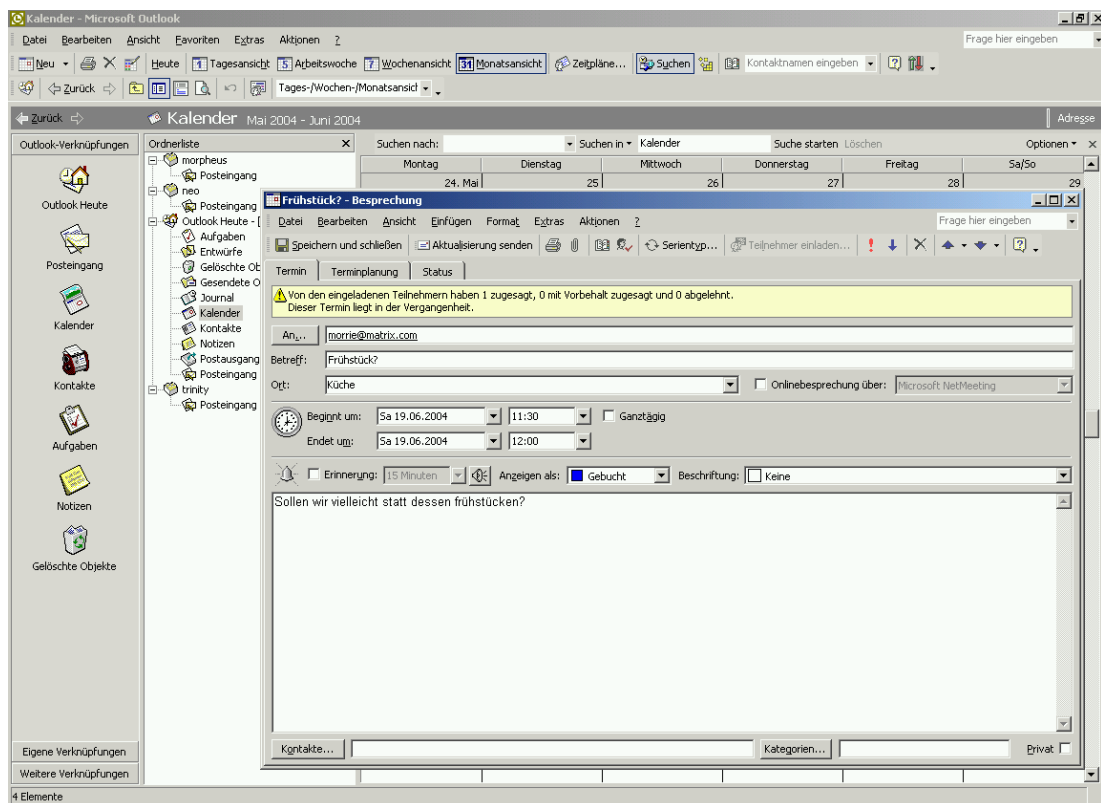 Kalender - Microsoft Outlook
Datei Bearbeiten Ansicht Favoriten Extras Aktionen ? Frage hier eingeben
Neu Heute 1 Tagesansicht 5 Arbeitswoche 7 Wochenansicht 31 Monatsansicht Zeitpläne... Suchen Kontaktnamen eingeben
Zurück Tages-/Wochen-/Monatsansicl
Zurück Kalender Mai 2004 - Juni 2004 Adresse
Outlook-Verknüpfungen
Outlook Heute
Posteingang
Kalender
Kontakte
Aufgaben
Notizen
Gelöschte Objekte
Eigene Verknüpfungen
Weitere Verknüpfungen
Ordnerliste
morpheus
Posteingang
neo
Posteingang
Outlook Heute - [
Aufgaben
Entwürfe
Gelöschte Ob
Gesendete O
Journal
Kalender
Kontakte
Notizen
Postausgang
Posteingang
trinity
Posteingang
Suchen nach: Suchen in Kalender Suche starten Löschen Optionen
Montag Dienstag Mittwoch Donnerstag Freitag Sa/So
24. Mai 25 26 27 28 29
Frühstück? - Besprechung
Datei Bearbeiten Ansicht Einfügen Format Extras Aktionen ? Frage hier eingeben
Speichern und schließen Aktualisierung senden Serientyp... Teilnehmer einladen...
Termin Terminplanung Status
Von den eingeladenen Teilnehmern haben 1 zugesagt, 0 mit Vorbehalt zugesagt und 0 abgelehnt.
Dieser Termin liegt in der Vergangenheit.
An... morrie@matrix.com
Betreff: Frühstück?
Ort: Küche Onlinebesprechung über: Microsoft NetMeeting
Beginnt um: Sa 19.06.2004 11:30 Ganztägig
Endet um: Sa 19.06.2004 12:00
Erinnerung: 15 Minuten Anzeigen als: Gebucht Beschriftung: Keine
Sollen wir vielleicht statt dessen frühstücken?
Kontakte... Kategorien... Privat
4 Elemente